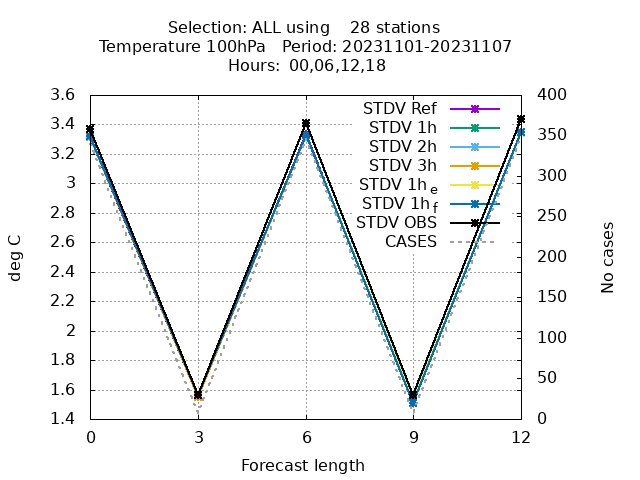 Selection: ALL using    28 stations
Temperature 100hPa   Period: 20231101-20231107
Hours: 00,06,12,18
3.6
3.4
3.2
3
2.8
2.6
2.4
2.2
2
1.8
1.6
1.4
deg C
400
350
300
250
200
150
100
50
0
No cases
STDV Ref
STDV 1h
STDV 2h
STDV 3h
STDV 1h e
STDV 1h f
STDV OBS
CASES
0 3 6 9 12
Forecast length